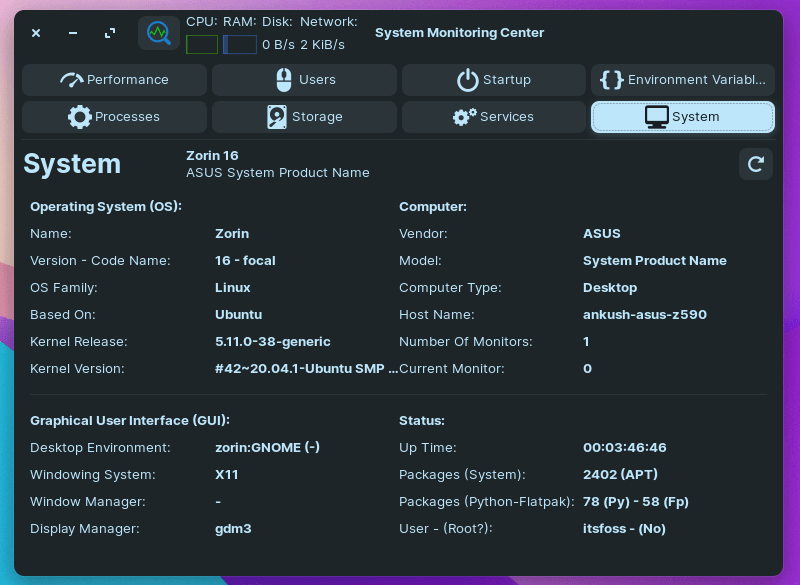 CPU: RAM: Disk: Network:
0 B/s 2 KiB/s
System Monitoring Center
Performance
Users
Startup
Environment Variabl...
Processes
Storage
Services
System
System
Zorin 16
ASUS System Product Name
Operating System (OS):
Name: Zorin
Version - Code Name: 16 - focal
OS Family: Linux
Based On: Ubuntu
Kernel Release: 5.11.0-38-generic
Kernel Version: #42~20.04.1-Ubuntu SMP ...
Computer:
Vendor: ASUS
Model: System Product Name
Computer Type: Desktop
Host Name: ankush-asus-z590
Number Of Monitors: 1
Current Monitor: 0
Graphical User Interface (GUI):
Desktop Environment: zorin:GNOME (-)
Windowing System: X11
Window Manager: -
Display Manager: gdm3
Status:
Up Time: 00:03:46:46
Packages (System): 2402 (APT)
Packages (Python-Flatpak): 78 (Py) - 58 (Fp)
User - (Root?): itsfoss - (No)